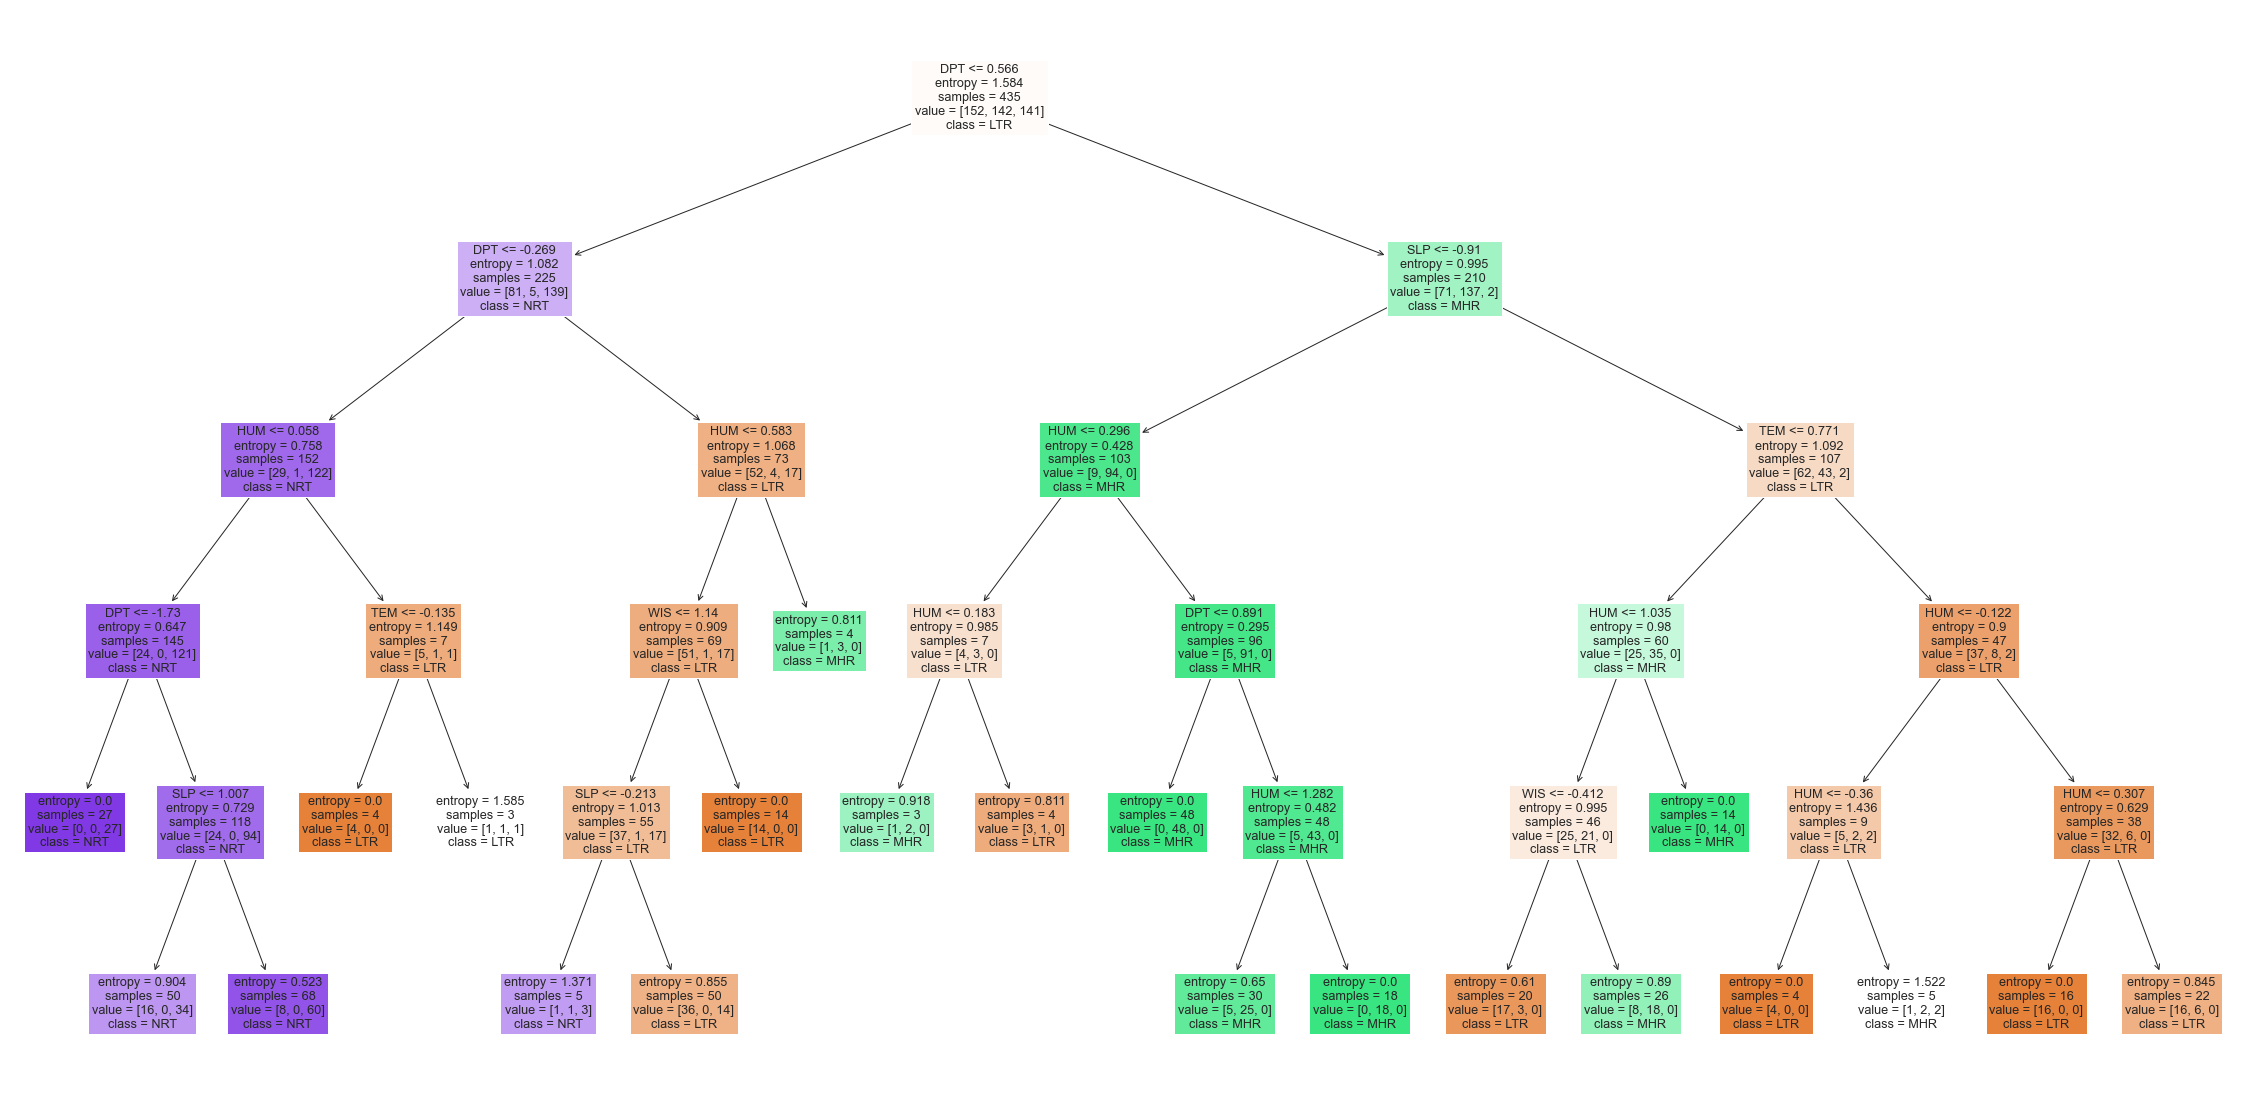 DPT <= 0.566
entropy = 1.584
samples = 435
value = [152, 142, 141]
class = LTR
DPT <= -0.269
entropy = 1.082
samples = 225
value = [81, 5, 139]
class = NRT
SLP <= -0.91
entropy = 0.995
samples = 210
value = [71, 137, 2]
class = MHR
HUM <= 0.058
entropy = 0.758
samples = 152
value = [29, 1, 122]
class = NRT
HUM <= 0.583
entropy = 1.068
samples = 73
value = [52, 4, 17]
class = LTR
HUM <= 0.296
entropy = 0.428
samples = 103
value = [9, 94, 0]
class = MHR
TEM <= 0.771
entropy = 1.092
samples = 107
value = [62, 43, 2]
class = LTR
DPT <= -1.73
entropy = 0.647
samples = 145
value = [24, 0, 121]
class = NRT
TEM <= -0.135
entropy = 1.149
samples = 7
value = [5, 1, 1]
class = LTR
WIS <= 1.14
entropy = 0.909
samples = 69
value = [51, 1, 17]
class = LTR
entropy = 0.811
samples = 4
value = [1, 3, 0]
class = MHR
HUM <= 0.183
entropy = 0.985
samples = 7
value = [4, 3, 0]
class = LTR
DPT <= 0.891
entropy = 0.295
samples = 96
value = [5, 91, 0]
class = MHR
HUM <= 1.035
entropy = 0.98
samples = 60
value = [25, 35, 0]
class = MHR
HUM <= -0.122
entropy = 0.9
samples = 47
value = [37, 8, 2]
class = LTR
entropy = 0.0
samples = 27
value = [0, 0, 27]
class = NRT
SLP <= 1.007
entropy = 0.729
samples = 118
value = [24, 0, 94]
class = NRT
entropy = 0.0
samples = 4
value = [4, 0, 0]
class = LTR
entropy = 1.585
samples = 3
value = [1, 1, 1]
class = LTR
SLP <= -0.213
entropy = 1.013
samples = 55
value = [37, 1, 17]
class = LTR
entropy = 0.0
samples = 14
value = [14, 0, 0]
class = LTR
entropy = 0.918
samples = 3
value = [1, 2, 0]
class = MHR
entropy = 0.811
samples = 4
value = [3, 1, 0]
class = LTR
entropy = 0.0
samples = 48
value = [0, 48, 0]
class = MHR
HUM <= 1.282
entropy = 0.482
samples = 48
value = [5, 43, 0]
class = MHR
WIS <= -0.412
entropy = 0.995
samples = 46
value = [25, 21, 0]
class = LTR
entropy = 0.0
samples = 14
value = [0, 14, 0]
class = MHR
HUM <= -0.36
entropy = 1.436
samples = 9
value = [5, 2, 2]
class = LTR
HUM <= 0.307
entropy = 0.629
samples = 38
value = [32, 6, 0]
class = LTR
entropy = 0.904
samples = 50
value = [16, 0, 34]
class = NRT
entropy = 0.523
samples = 68
value = [8, 0, 60]
class = NRT
entropy = 1.371
samples = 5
value = [1, 1, 3]
class = NRT
entropy = 0.855
samples = 50
value = [36, 0, 14]
class = LTR
entropy = 0.65
samples = 30
value = [5, 25, 0]
class = MHR
entropy = 0.0
samples = 18
value = [0, 18, 0]
class = MHR
entropy = 0.61
samples = 20
value = [17, 3, 0]
class = LTR
entropy = 0.89
samples = 26
value = [8, 18, 0]
class = MHR
entropy = 0.0
samples = 4
value = [4, 0, 0]
class = LTR
entropy = 1.522
samples = 5
value = [1, 2, 2]
class = MHR
entropy = 0.0
samples = 16
value = [16, 0, 0]
class = LTR
entropy = 0.845
samples = 22
value = [16, 6, 0]
class = LTR